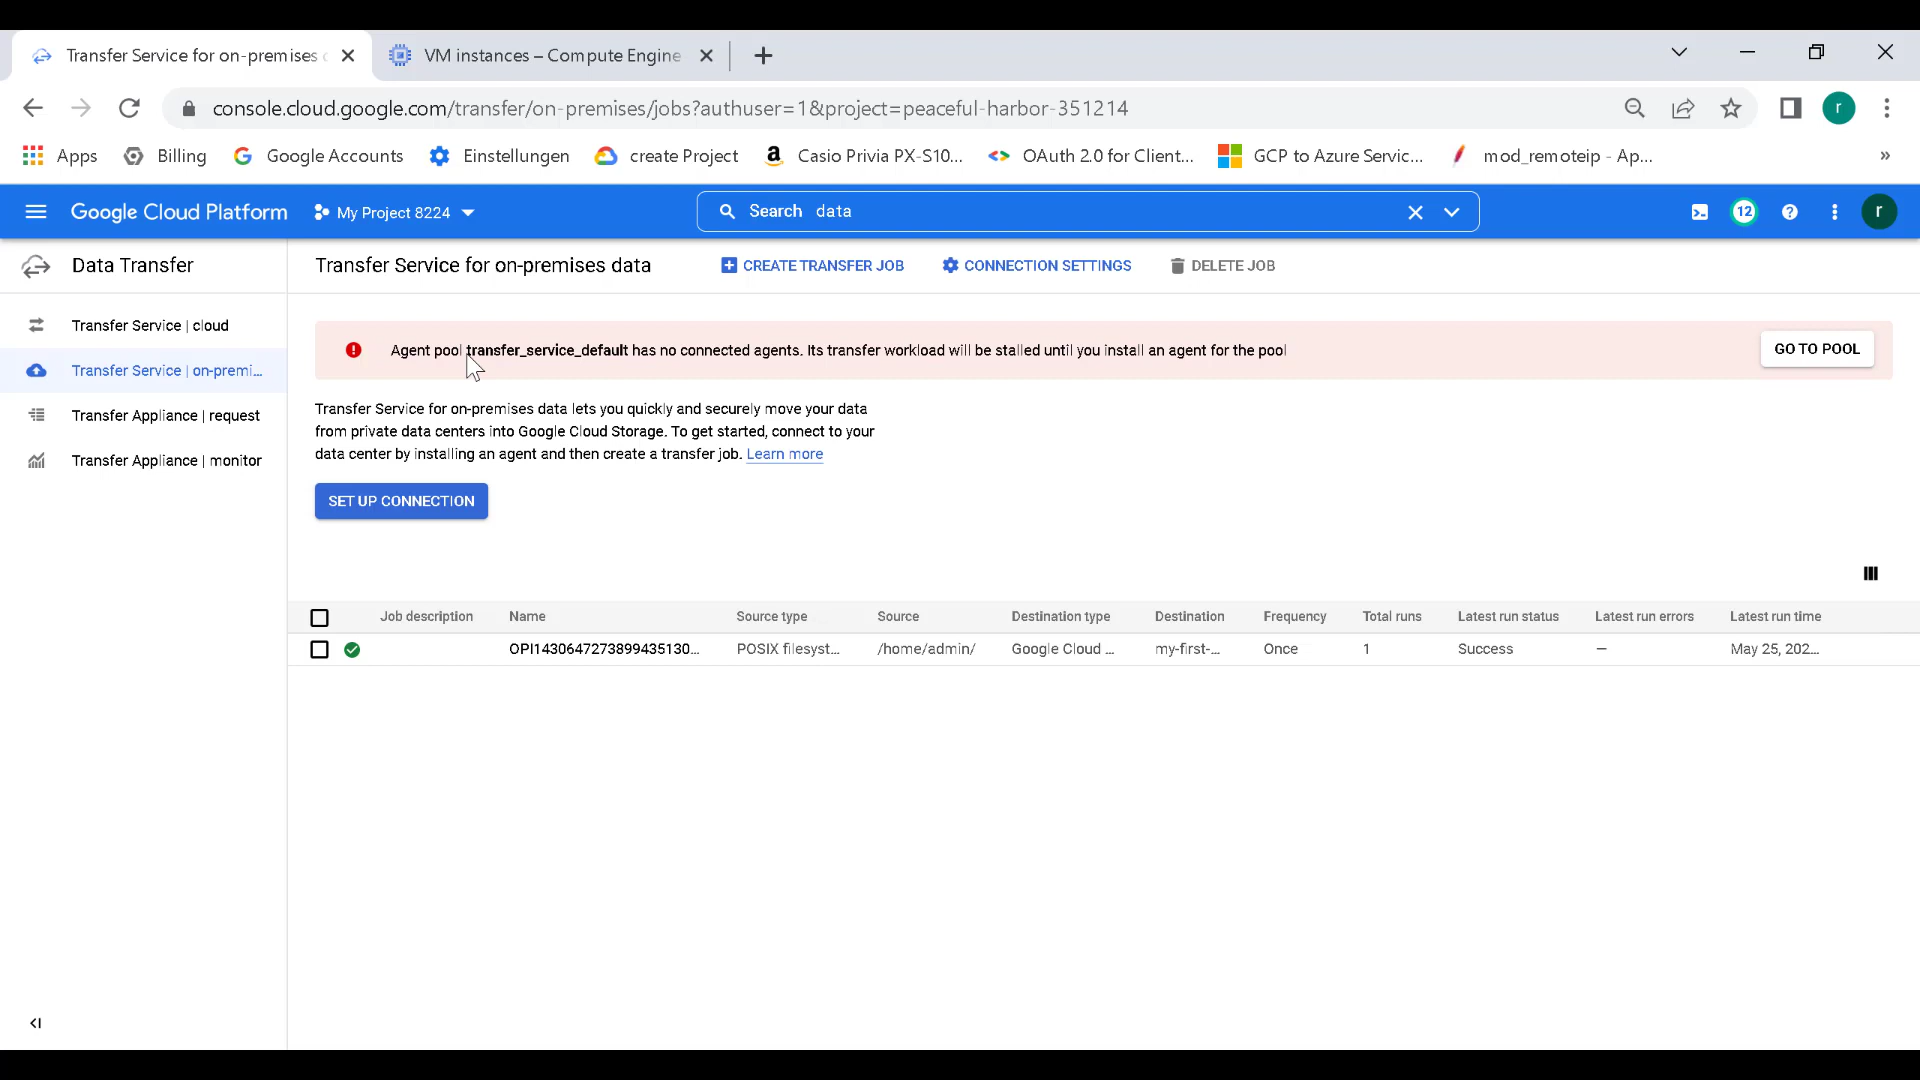 Transfer Service for on-premises d
VM instances – Compute Engine
console.cloud.google.com/transfer/on-premises/jobs?authuser=1&project=peaceful-harbor-351214
r
Apps
Billing
Google Accounts
Einstellungen
create Project
Casio Privia PX-S10...
OAuth 2.0 for Client...
GCP to Azure Servic...
mod_remoteip - Ap...
»
Google Cloud Platform
My Project 8224
Search data
12
r
Data Transfer
Transfer Service for on-premises data
CREATE TRANSFER JOB
CONNECTION SETTINGS
DELETE JOB
Transfer Service | cloud
Transfer Service | on-premi...
Transfer Appliance | request
Transfer Appliance | monitor
Agent pool transfer_service_default has no connected agents. Its transfer workload will be stalled until you install an agent for the pool
GO TO POOL
Transfer Service for on-premises data lets you quickly and securely move your data
from private data centers into Google Cloud Storage. To get started, connect to your
data center by installing an agent and then create a transfer job. Learn more
SET UP CONNECTION
Job description Name Source type Source Destination type Destination Frequency Total runs Latest run status Latest run errors Latest run time
OPI1430647273899435130... POSIX filesyst... /home/admin/ Google Cloud ... my-first-... Once 1 Success — May 25, 202...